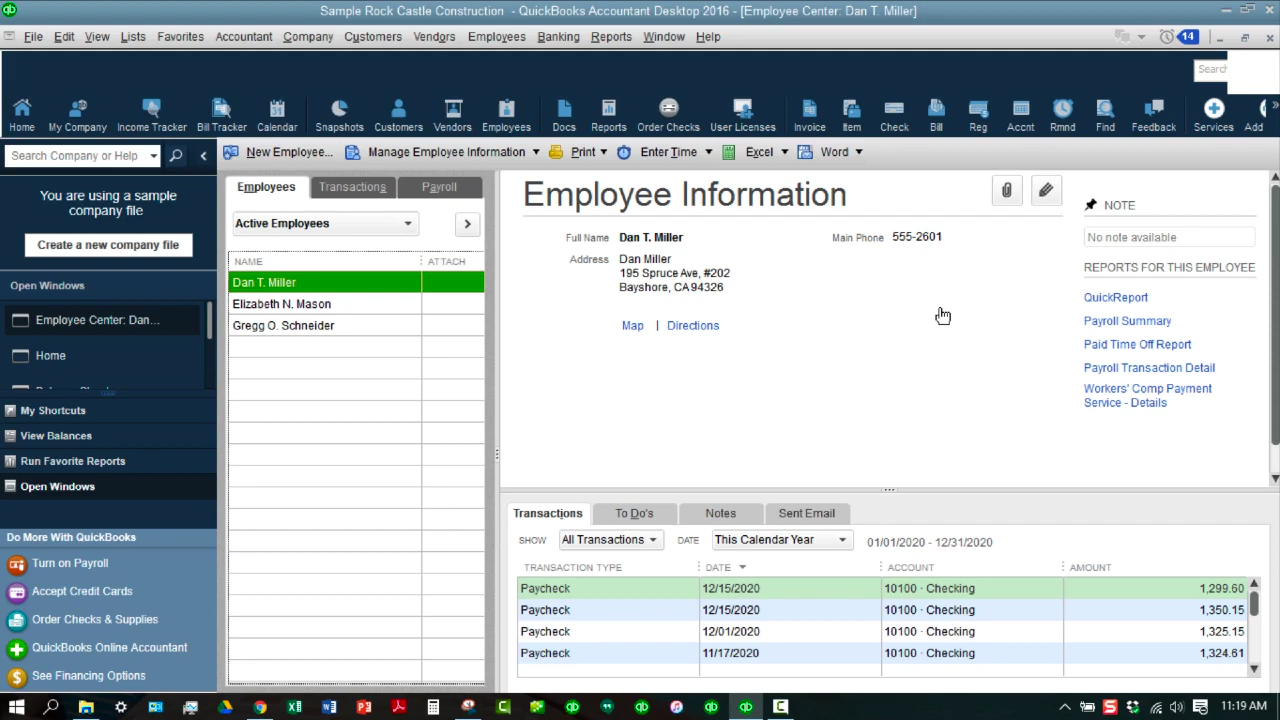 Sample Rock Castle Construction - QuickBooks Accountant Desktop 2016 - [Employee Center: Dan T. Miller]
File Edit View Lists Favorites Accountant Company Customers Vendors Employees Banking Reports Window Help
14
Search
Home My Company Income Tracker Bill Tracker Calendar Snapshots Customers Vendors Employees Docs Reports Order Checks User Licenses Invoice Item Check Bill Reg Accnt Rmnd Find Feedback Services Add
Search Company or Help
New Employee... Manage Employee Information Print Enter Time Excel Word
You are using a sample
company file
Create a new company file
Open Windows
Employee Center: Dan...
Home
My Shortcuts
View Balances
Run Favorite Reports
Open Windows
Do More With QuickBooks
Turn on Payroll
Accept Credit Cards
Order Checks & Supplies
QuickBooks Online Accountant
See Financing Options
Employees Transactions Payroll
Active Employees
NAME ATTACH
Dan T. Miller
Elizabeth N. Mason
Gregg O. Schneider
Employee Information
Full Name Dan T. Miller
Address Dan Miller
195 Spruce Ave, #202
Bayshore, CA 94326
Map | Directions
Main Phone 555-2601
NOTE
No note available
REPORTS FOR THIS EMPLOYEE
QuickReport
Payroll Summary
Paid Time Off Report
Payroll Transaction Detail
Workers' Comp Payment
Service - Details
Transactions To Do's Notes Sent Email
SHOW All Transactions DATE This Calendar Year 01/01/2020 - 12/31/2020
TRANSACTION TYPE DATE ACCOUNT AMOUNT
Paycheck 12/15/2020 10100 · Checking 1,299.60
Paycheck 12/15/2020 10100 · Checking 1,350.15
Paycheck 12/01/2020 10100 · Checking 1,325.15
Paycheck 11/17/2020 10100 · Checking 1,324.61
11:19 AM